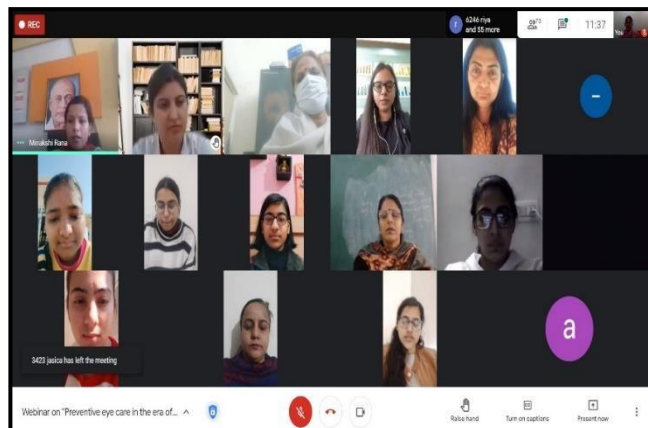 REC
f
6246 riya
and 55 more
73
11:37
You
Minakshi Rana
3423 jasica has left the meeting
a
Webinar on "Preventive eye care in the era of...
Raise hand
Turn on captions
Present now